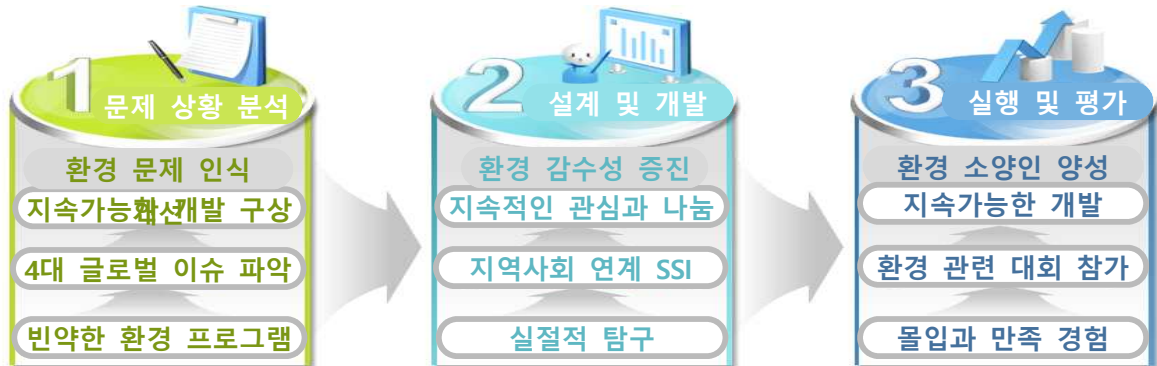 1 문제 상황 분석
환경 문제 인식
지속가능한 개발 구상
4대 글로벌 이슈 파악
빈약한 환경 프로그램
2 설계 및 개발
환경 감수성 증진
지속적인 관심과 나눔
지역사회 연계 SSI
실절적 탐구
3 실행 및 평가
환경 소양인 양성
지속가능한 개발
환경 관련 대회 참가
몰입과 만족 경험